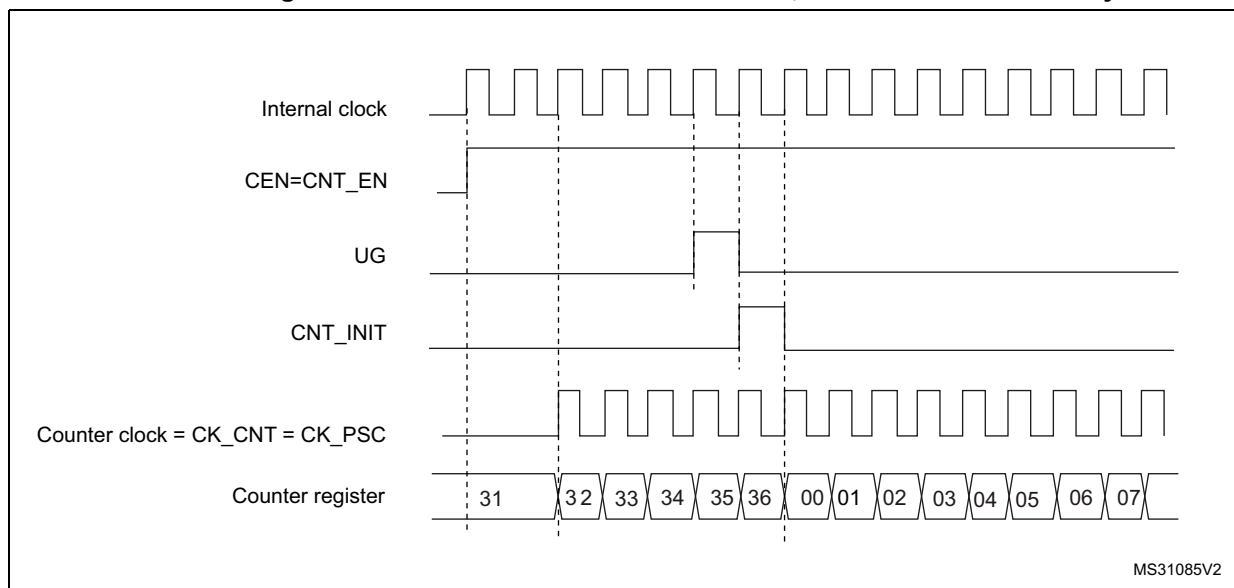 Internal clock
CEN=CNT_EN
UG
CNT_INIT
Counter clock = CK_CNT = CK_PSC
Counter register 31 32 33 34 35 36 00 01 02 03 04 05 06 07
MS31085V2